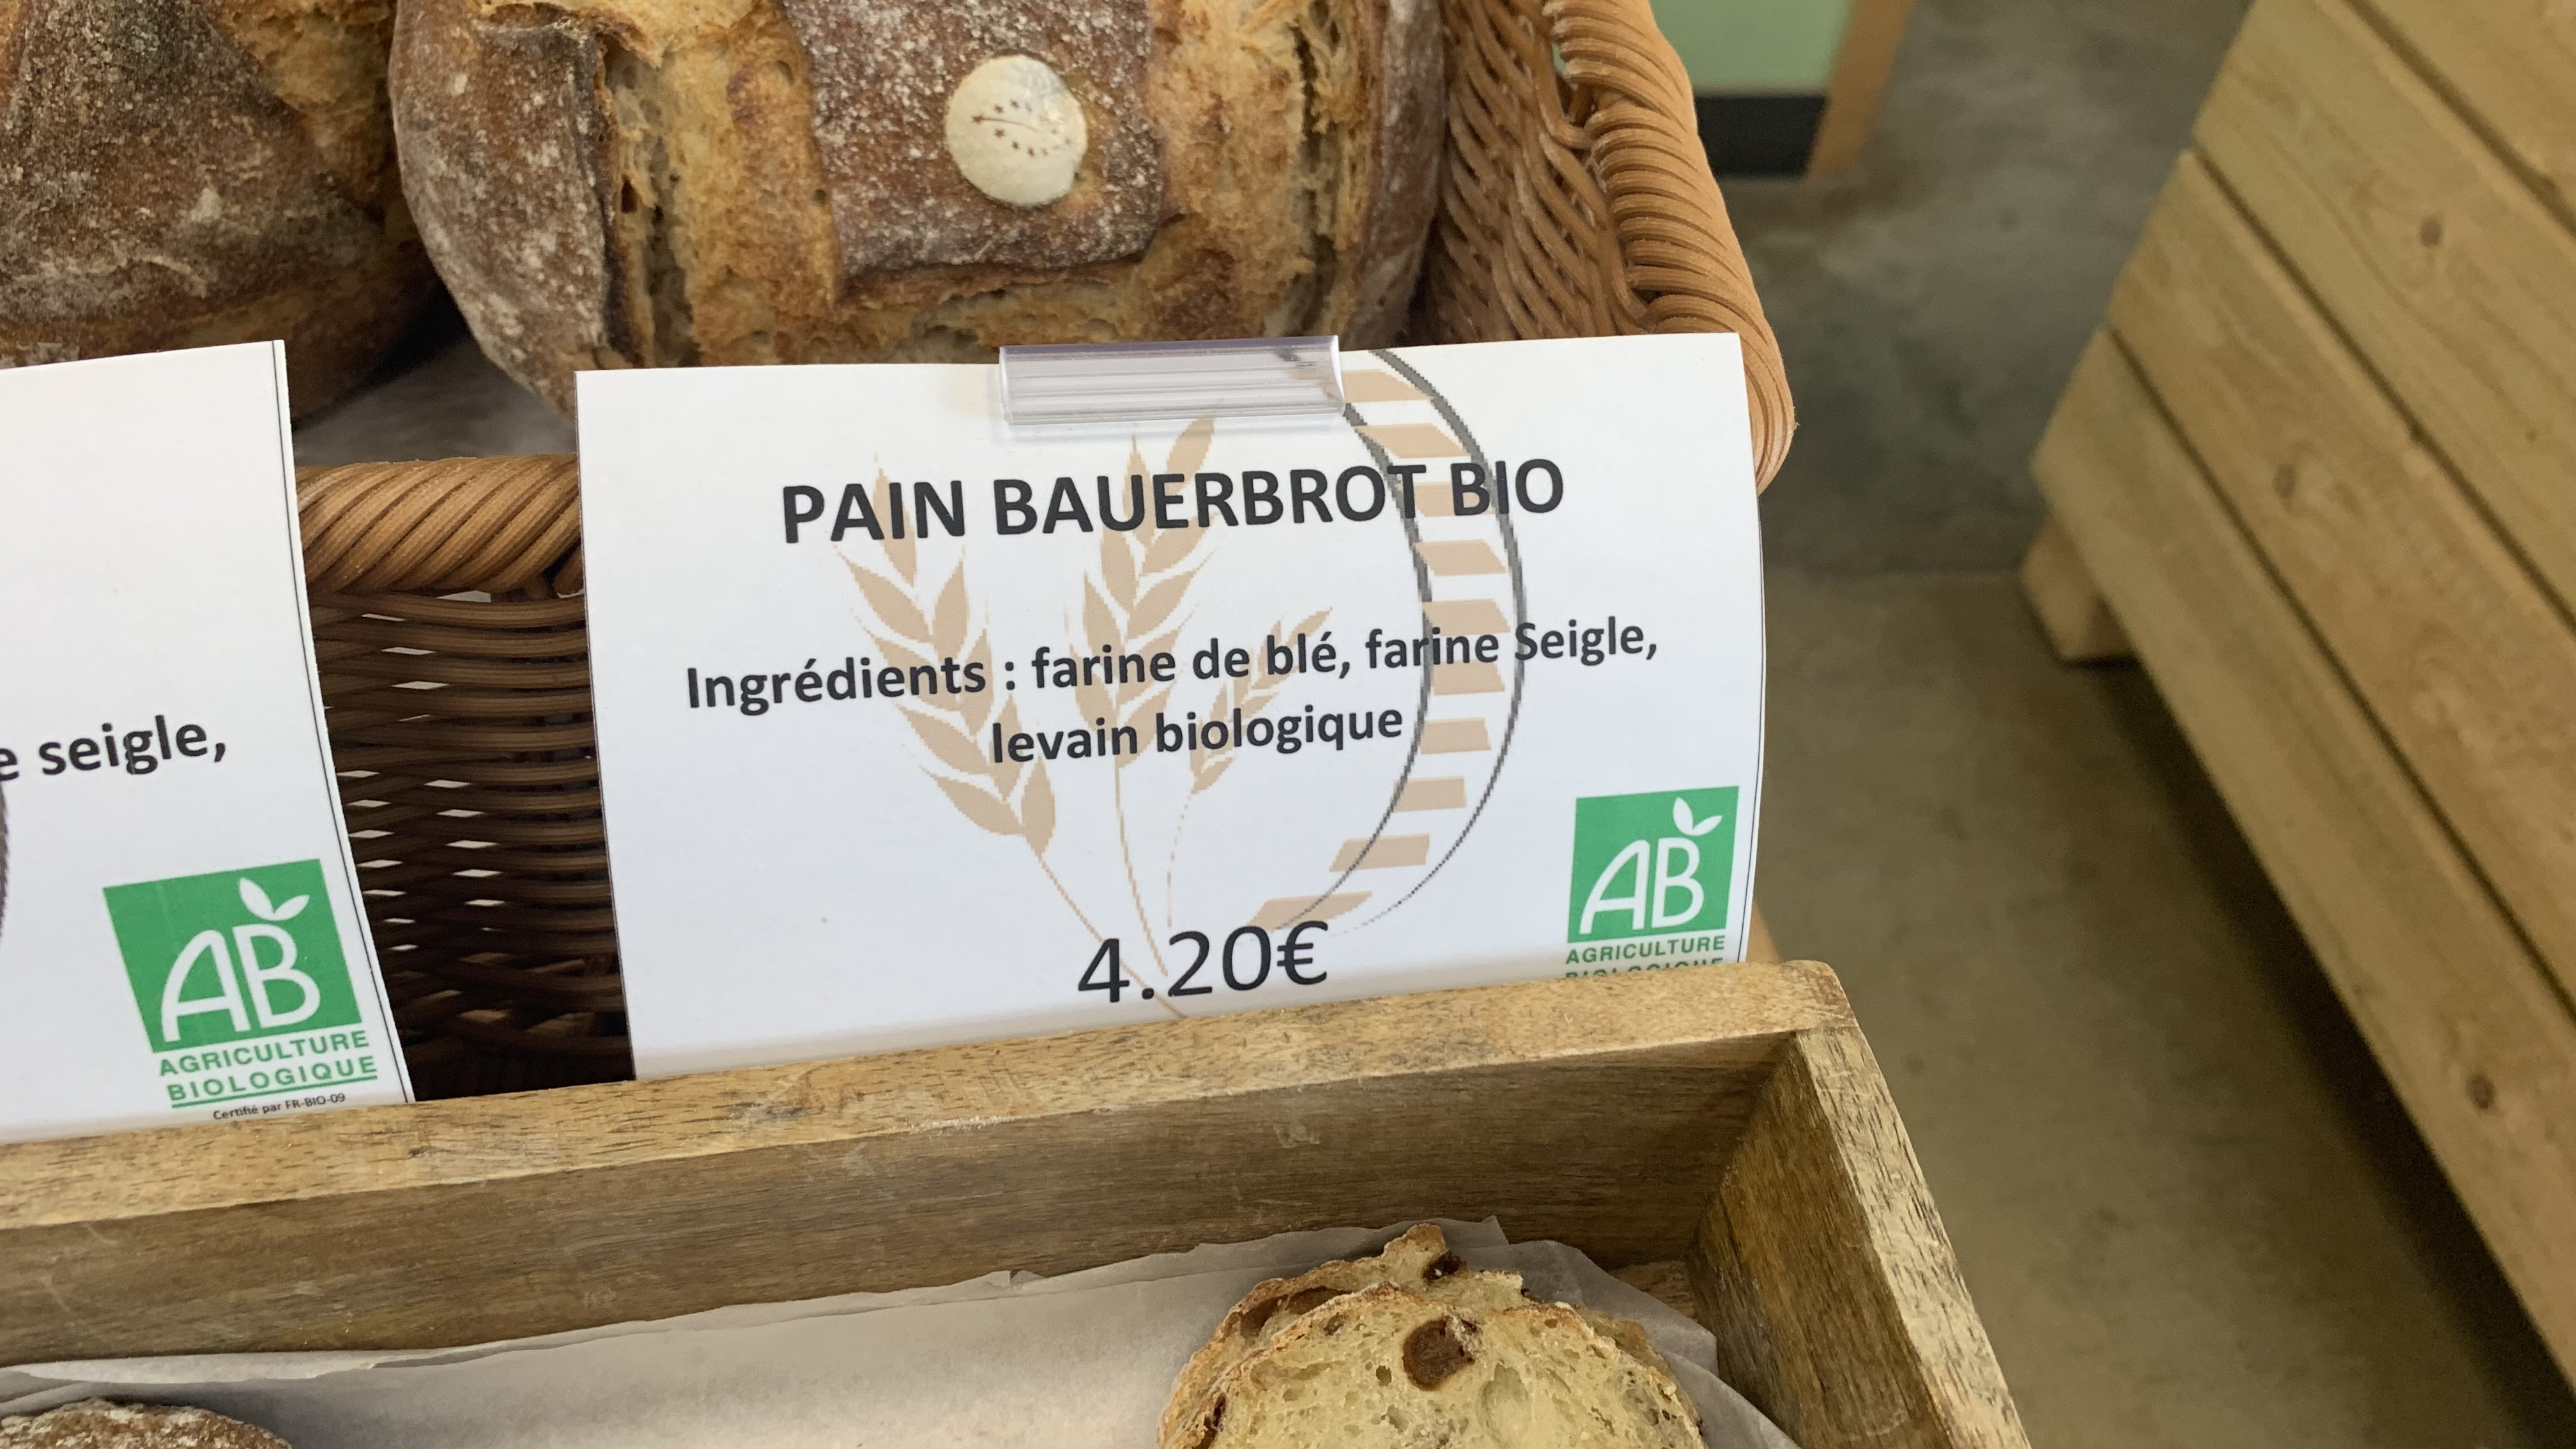 PAIN BAUERBROT BIO
Ingrédients : farine de blé, farine Seigle,
levain biologique
4.20€
AB
AGRICULTURE
BIOLOGIQUE
e seigle,
AB
AGRICULTURE
BIOLOGIQUE
Certifié par FR-BIO-09